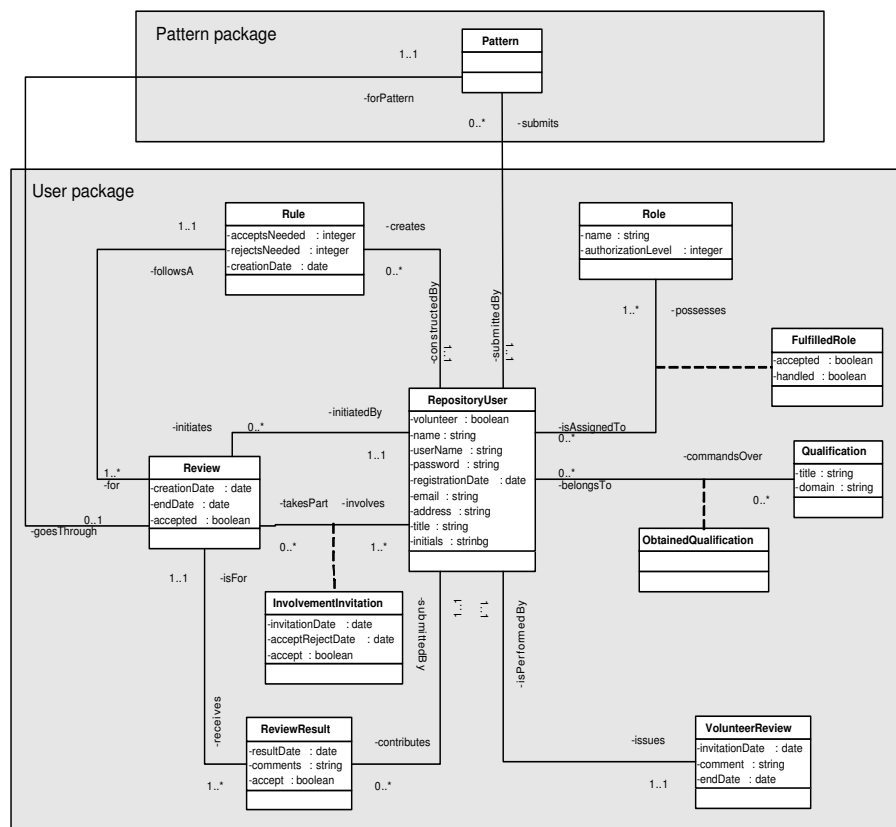 Pattern package
Pattern
1..1
-forPattern
0..*
-submits
User package
Rule
-acceptsNeeded : integer
-rejectsNeeded : integer
-creationDate : date
1..1
-followsA
-creates
0..*
Role
-name : string
-authorizationLevel : integer
1..*
-possesses
FulfilledRole
-accepted : boolean
-handled : boolean
-constructedBy
1..1
-submittedBy
1..1
RepositoryUser
-volunteer : boolean
-name : string
-userName : string
-password : string
-registrationDate : date
-email : string
-address : string
-title : string
-initials : strinbg
-initiates
0..*
-initiatedBy
1..1
-isAssignedTo
0..*
-commandsOver
0..*
-belongsTo
0..*
Qualification
-title : string
-domain : string
ObtainedQualification
1..*
-for
Review
-creationDate : date
-endDate : date
-accepted : boolean
0..1
-goesThrough
-takesPart
-involves
0..*
1..*
1..1
-isFor
InvolvementInvitation
-invitationDate : date
-acceptRejectDate : date
-accept : boolean
-submittedBy
1..1
1..1
-isPerformedBy
-receives
1..*
ReviewResult
-resultDate : date
-comments : string
-accept : boolean
-contributes
0..*
-issues
1..1
VolunteerReview
-invitationDate : date
-comment : string
-endDate : date